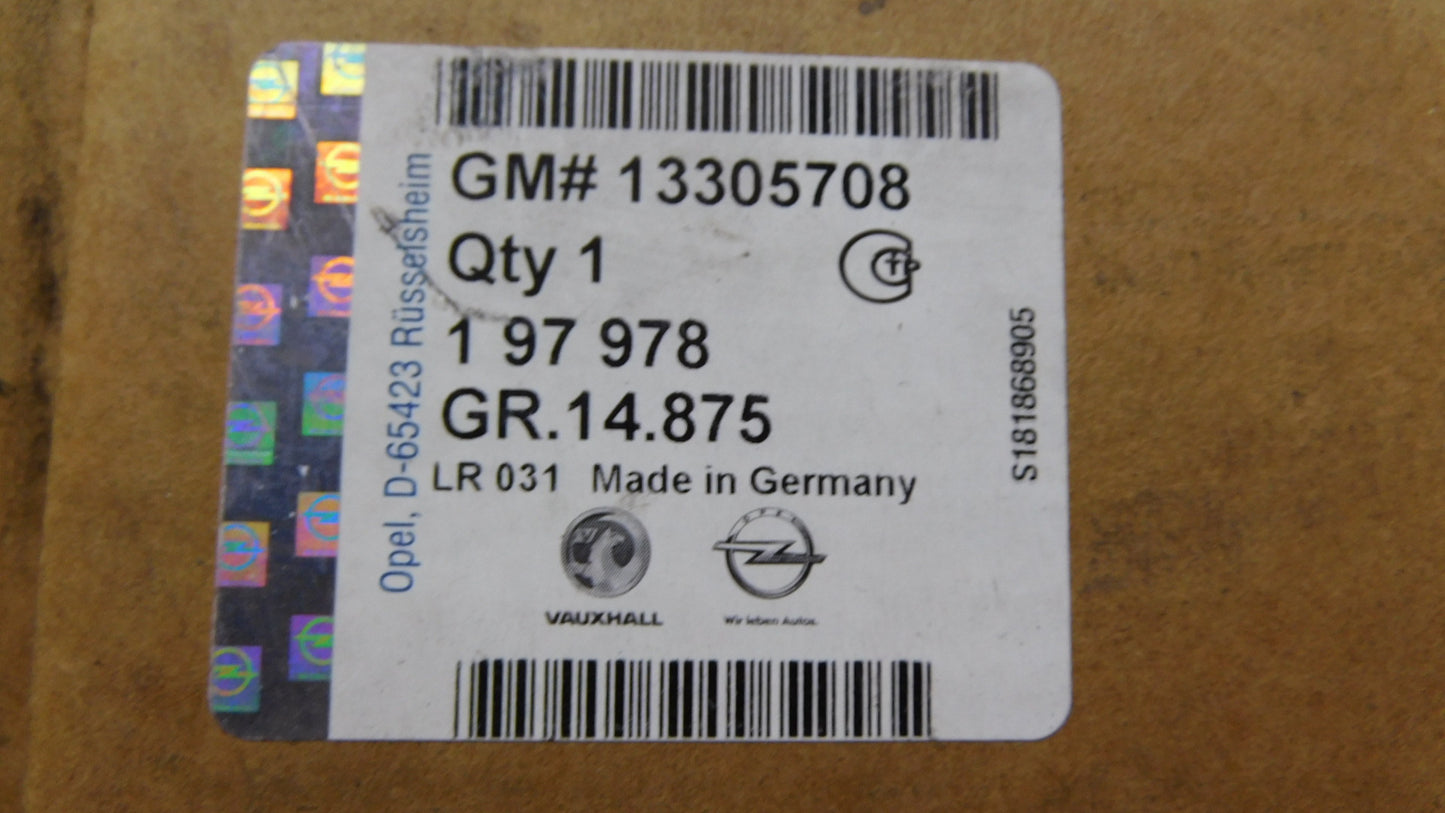 GM# 13305708
Qty 1
1 97 978
GR.14.875
LR 031 Made in Germany
VAUXHALL
OPEL
Wir leben Autos.
Opel, D-65423 Rüsselsheim
S181868905